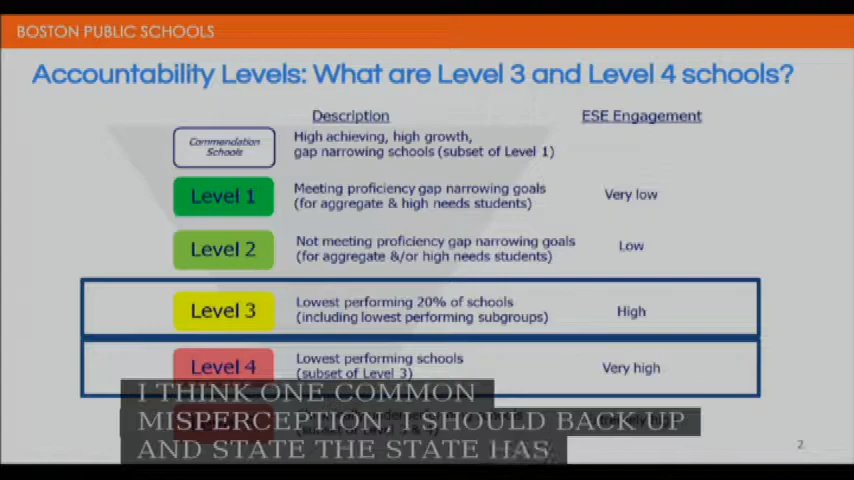 BOSTON PUBLIC SCHOOLS
Accountability Levels: What are Level 3 and Level 4 schools?
Description
ESE Engagement
Commendation
Schools
High achieving, high growth,
gap narrowing schools (subset of Level 1)
Level 1
Meeting proficiency gap narrowing goals
(for aggregate & high needs students)
Very low
Level 2
Not meeting proficiency gap narrowing goals
(for aggregate &/or high needs students)
Low
Level 3
Lowest performing 20% of schools
(including lowest performing subgroups)
High
Level 4
Lowest performing schools
(subset of Level 3)
Very high
I THINK ONE COMMON
MISPERCEPTION, I SHOULD BACK UP
AND STATE THE STATE HAS
2